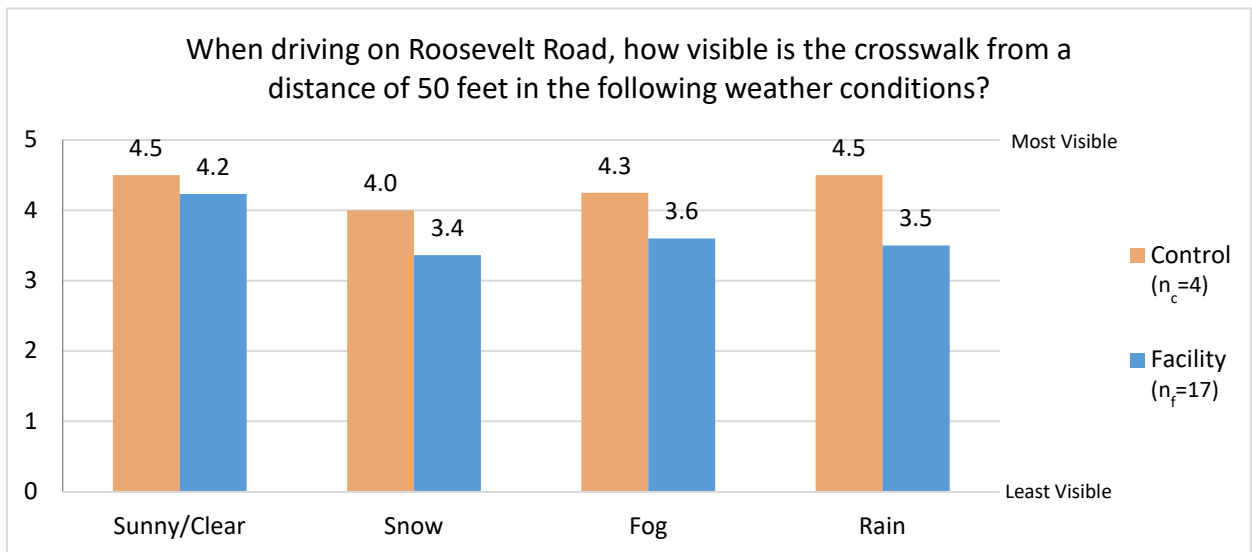 When driving on Roosevelt Road, how visible is the crosswalk from a
distance of 50 feet in the following weather conditions?
5
Most Visible
4.5
4.2
4.0
3.4
4.3
3.6
4.5
3.5
4
3
2
1
0
Least Visible
Control
(n_c=4)
Facility
(n_f=17)
Sunny/Clear
Snow
Fog
Rain